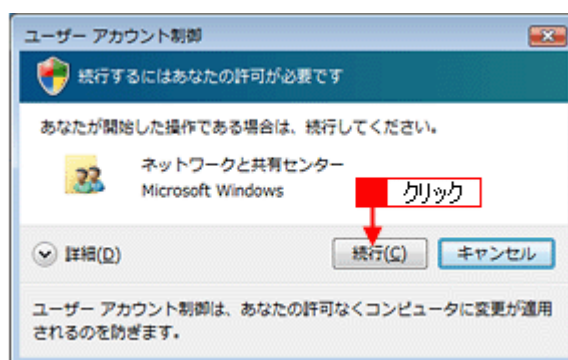 ユーザー アカウント制御
続行するにはあなたの許可が必要です
あなたが開始した操作である場合は、続行してください。
ネットワークと共有センター
Microsoft Windows
クリック
詳細(D)
続行(C)
キャンセル
ユーザー アカウント制御は、あなたの許可なくコンピュータに変更が適用
されるのを防ぎます。